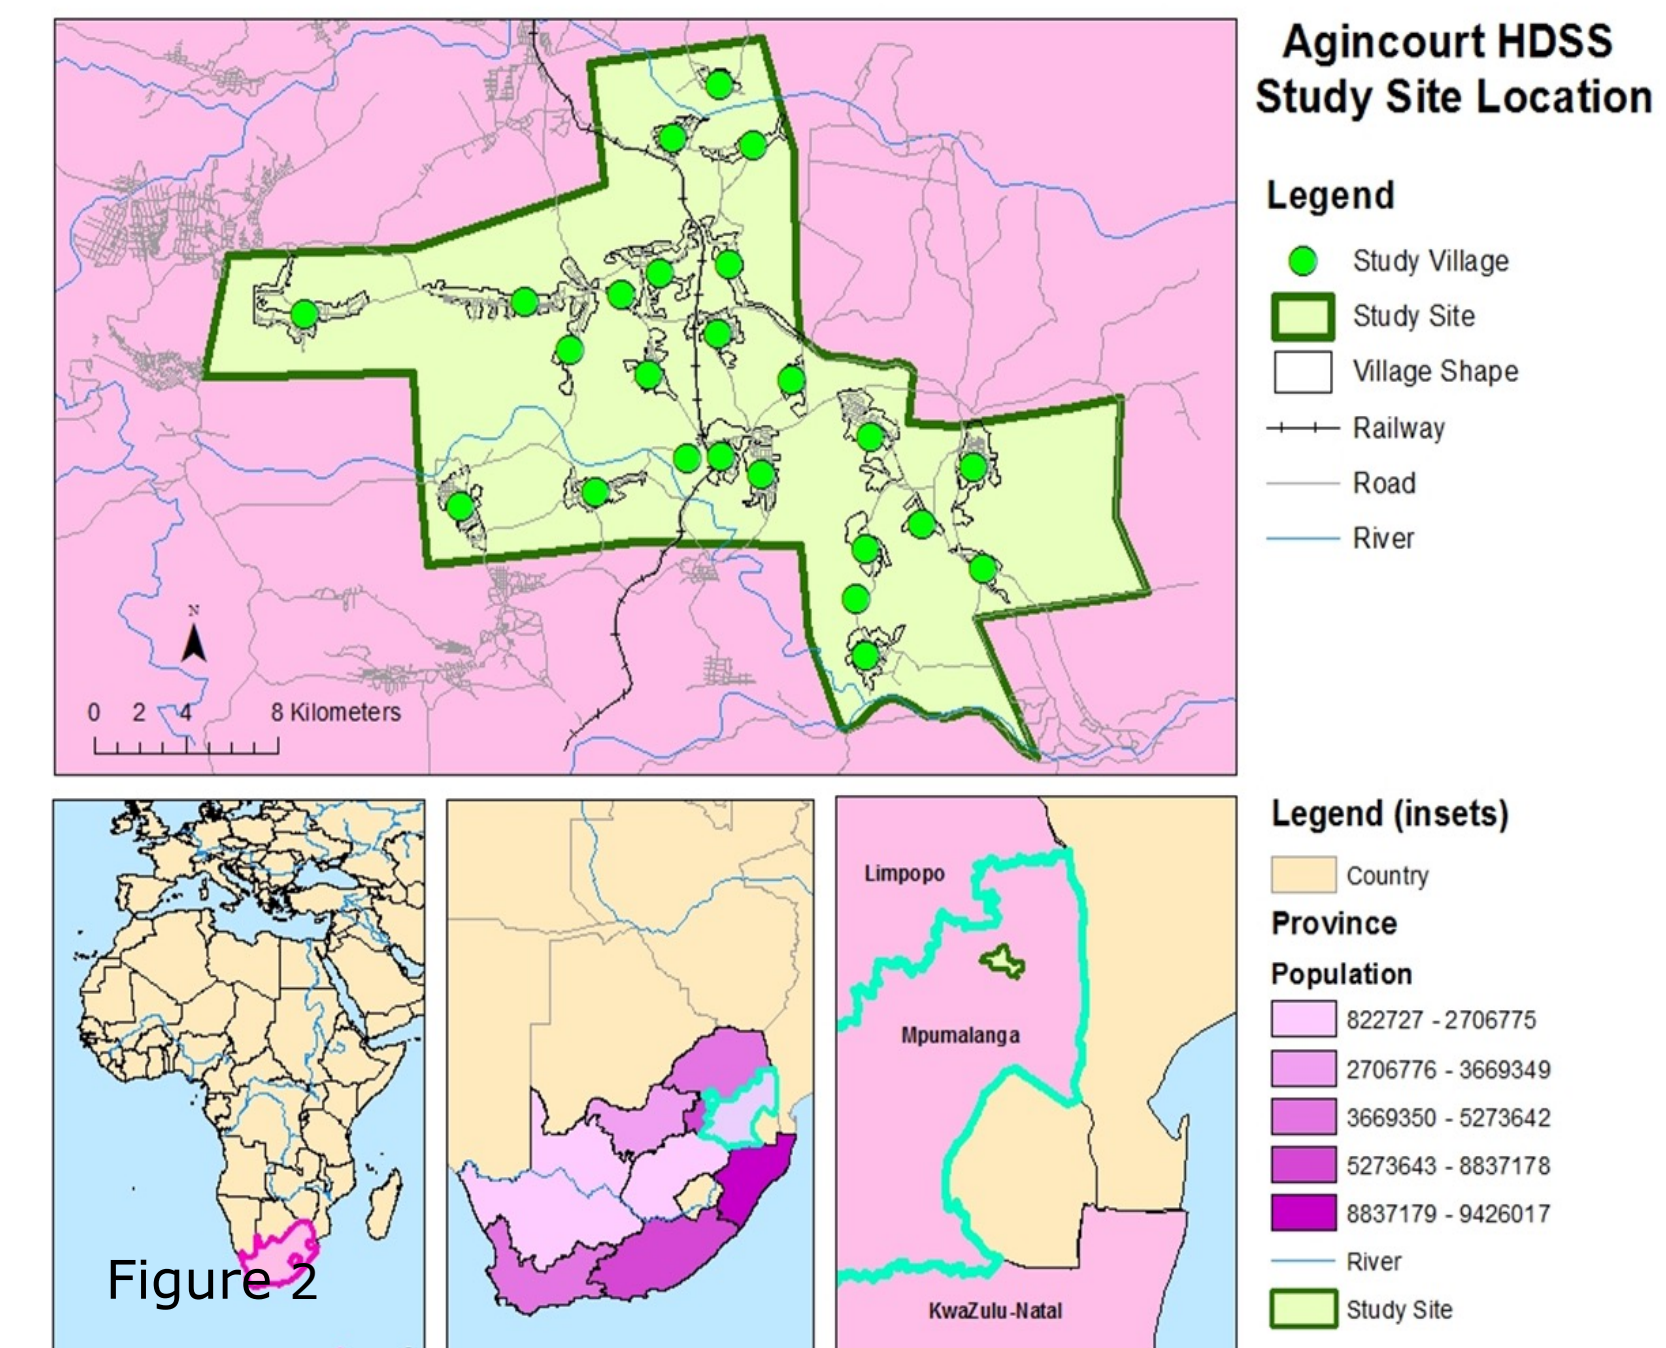 Agincourt HDSS
Study Site Location
Legend
Study Village
Study Site
Village Shape
Railway
Road
River
N
0 2 4 8 Kilometers
Limpopo
Mpumalanga
KwaZulu-Natal
Figure 2
Legend (insets)
Country
Province
Population
822727 - 2706775
2706776 - 3669349
3669350 - 5273642
5273643 - 8837178
8837179 - 9426017
River
Study Site